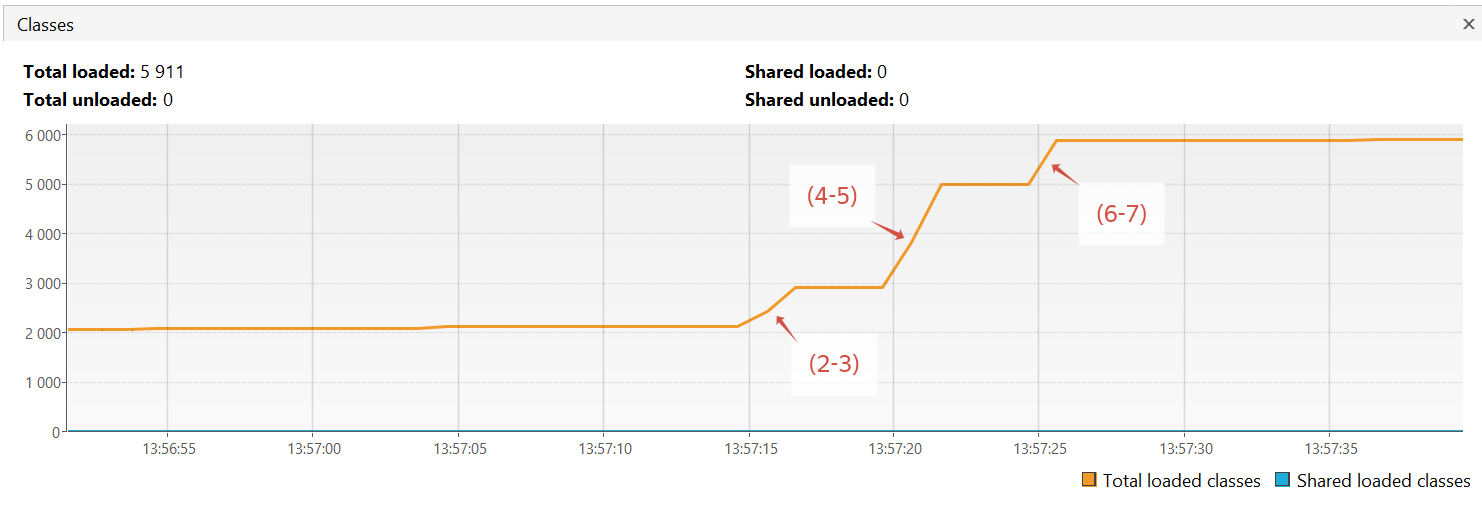 Classes
Total loaded: 5 911
Shared loaded: 0
Total unloaded: 0
Shared unloaded: 0
6 000
5 000
4 000
3 000
2 000
1 000
0
(4-5)
(6-7)
(2-3)
13:56:55 13:57:00 13:57:05 13:57:10 13:57:15 13:57:20 13:57:25 13:57:30 13:57:35
Total loaded classes Shared loaded classes